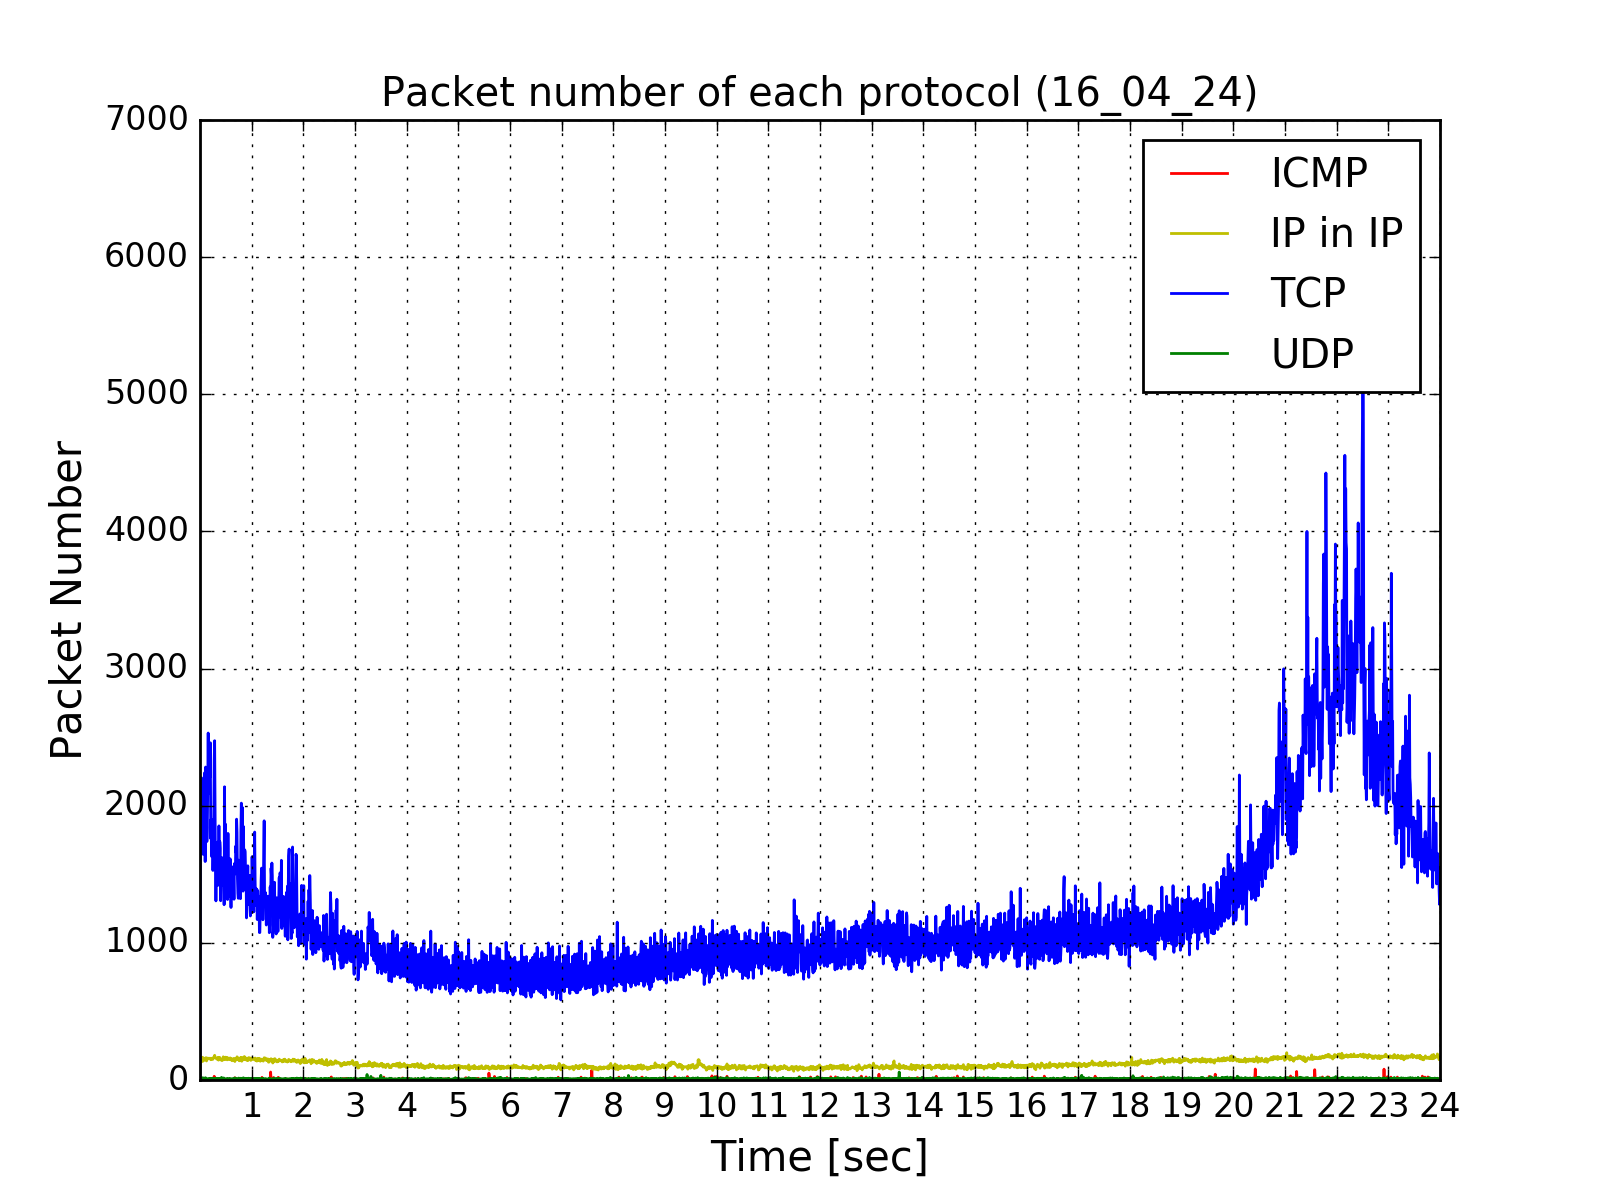 Packet number of each protocol (16_04_24)
7000
6000
5000
4000
3000
2000
1000
0
Packet Number
ICMP
IP in IP
TCP
UDP
1 2 3 4 5 6 7 8 9 10 11 12 13 14 15 16 17 18 19 20 21 22 23 24
Time [sec]